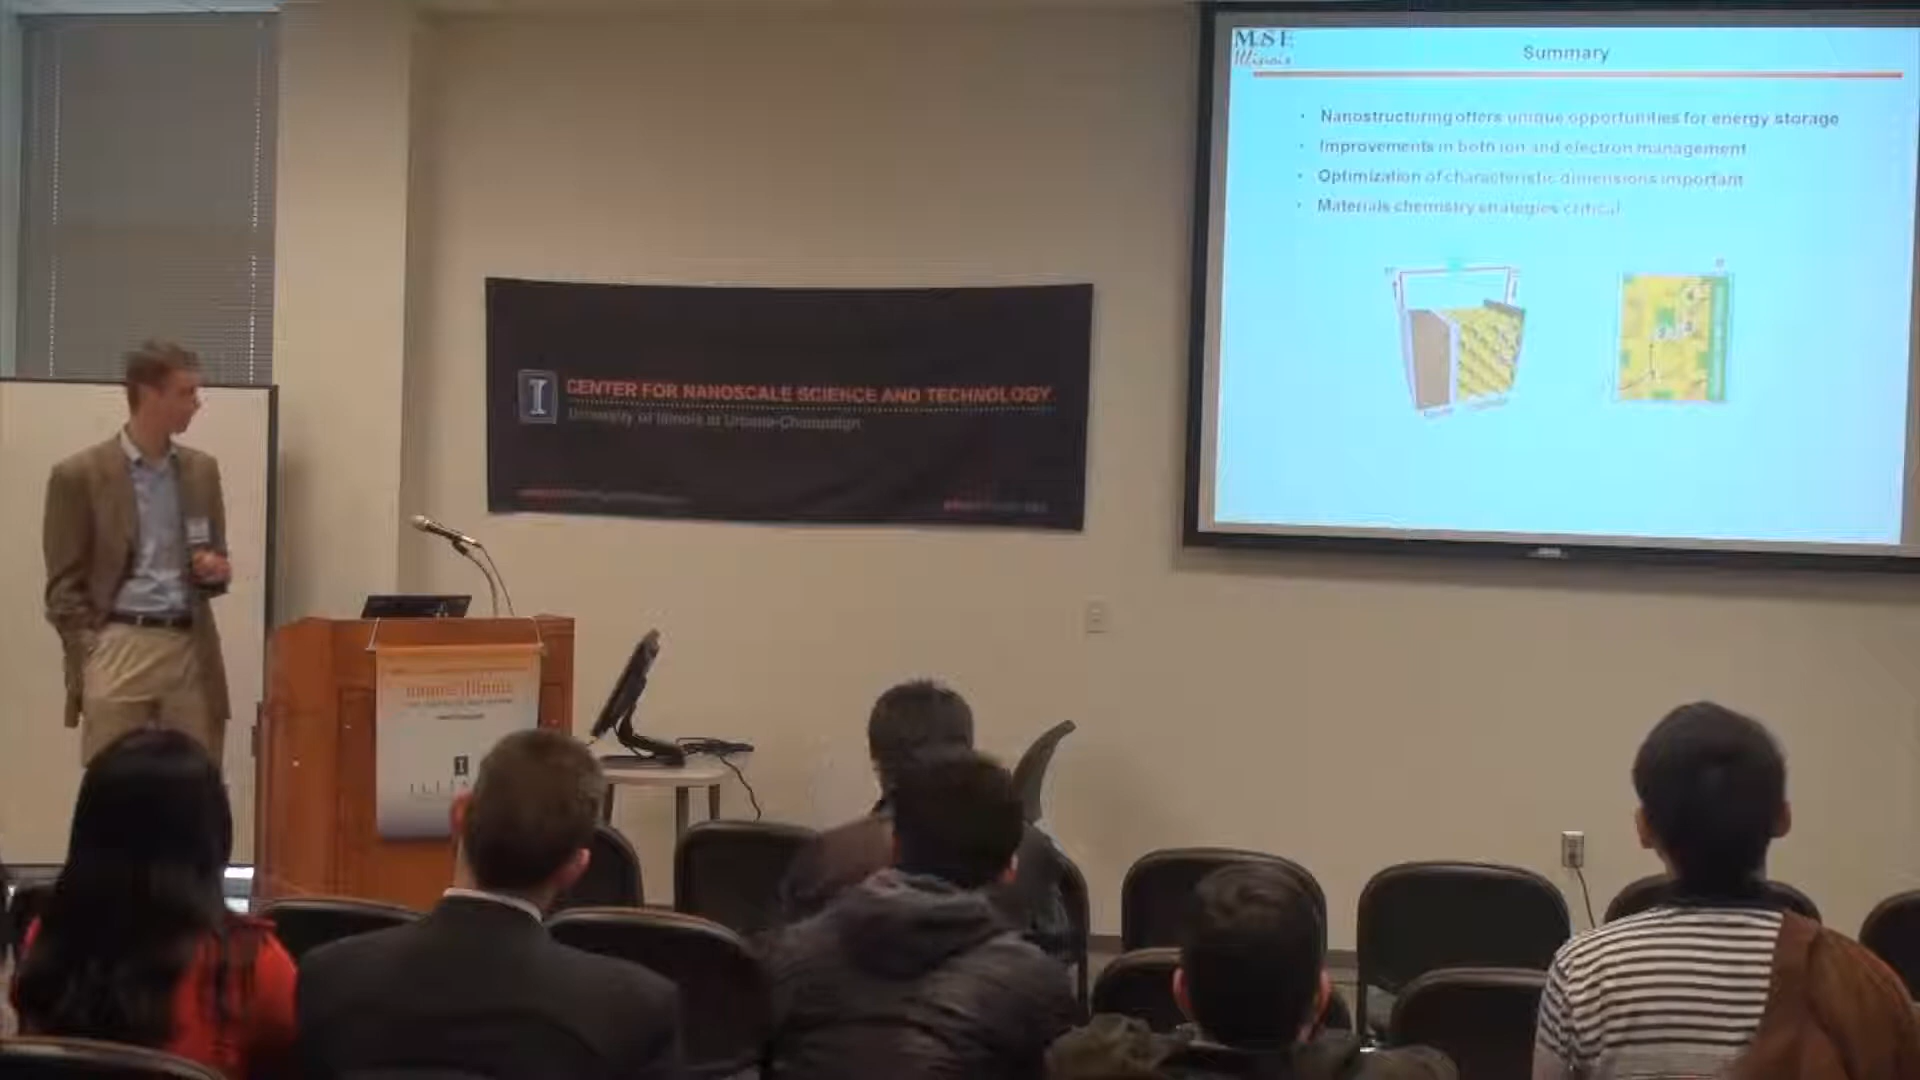 MSE
Illinois
Summary
Nanostructuring offers unique opportunities for energy storage
Improvements in both ion and electron management
Optimization of characteristic dimensions important
Materials chemistry strategies critical
I
CENTER FOR NANOSCALE SCIENCE AND TECHNOLOGY
University of Illinois at Urbana-Champaign
I